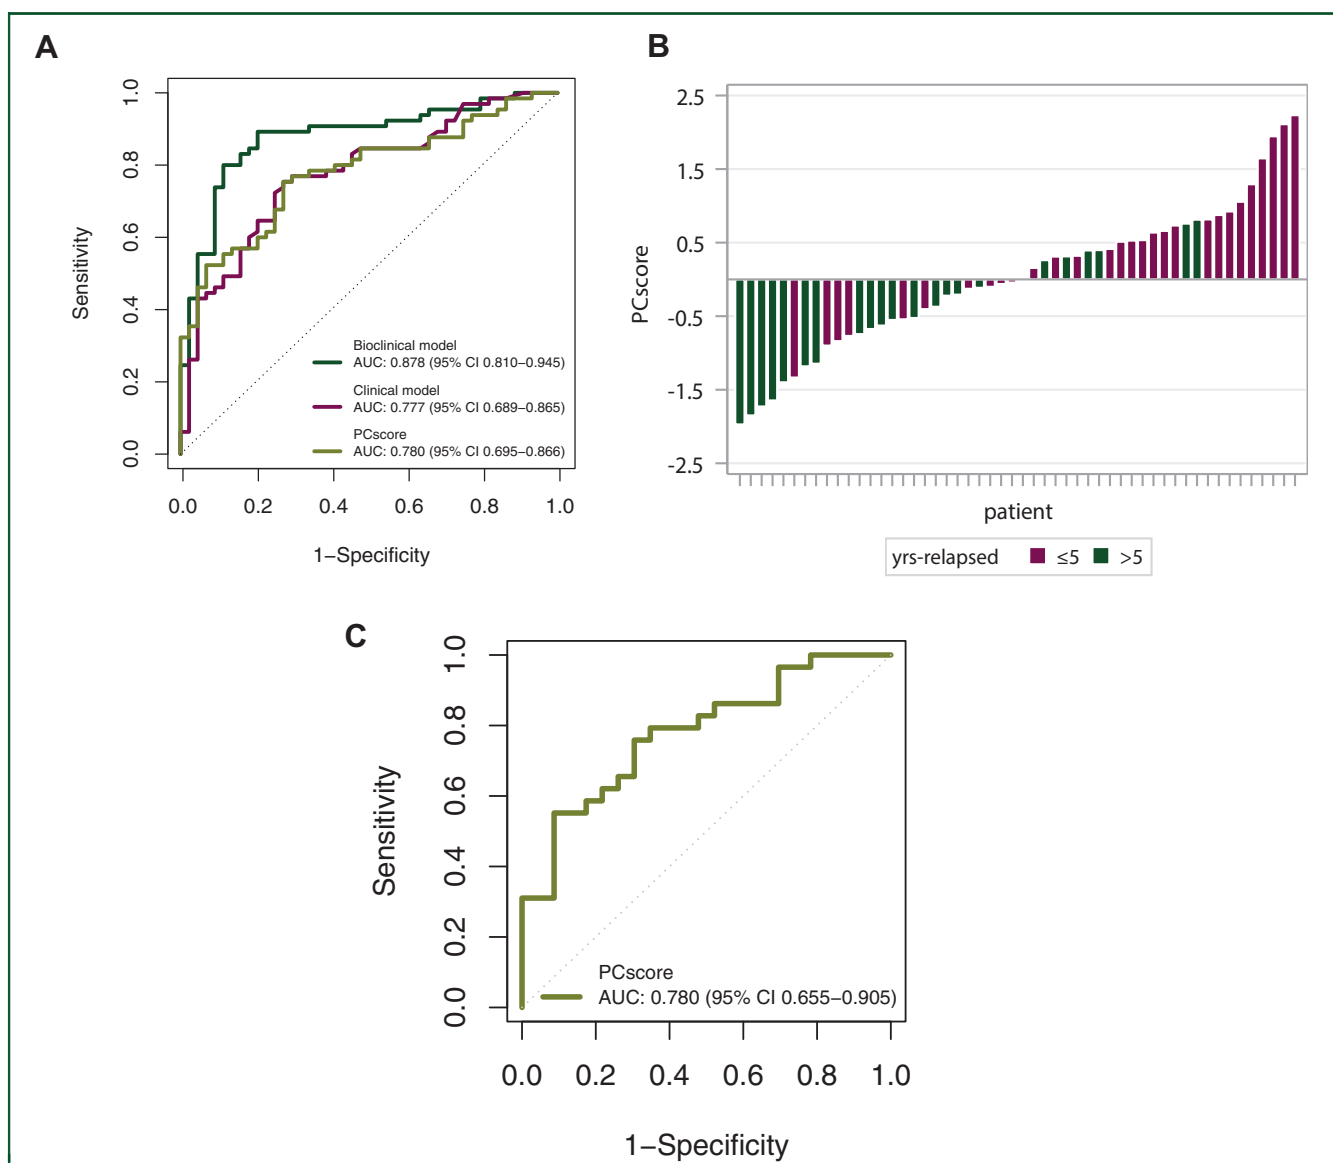 A
1.0
0.8
0.6
0.4
0.2
0.0
Sensitivity
Bioclinical model
AUC: 0.878 (95% CI 0.810–0.945)
Clinical model
AUC: 0.777 (95% CI 0.689–0.865)
PCscore
AUC: 0.780 (95% CI 0.695–0.866)
0.0 0.2 0.4 0.6 0.8 1.0
1–Specificity
B
2.5
1.5
0.5
-0.5
-1.5
-2.5
PCscore
patient
yrs-relapsed ≤5 >5
C
1.0
0.8
0.6
0.4
0.2
0.0
Sensitivity
PCscore
AUC: 0.780 (95% CI 0.655–0.905)
0.0 0.2 0.4 0.6 0.8 1.0
1–Specificity